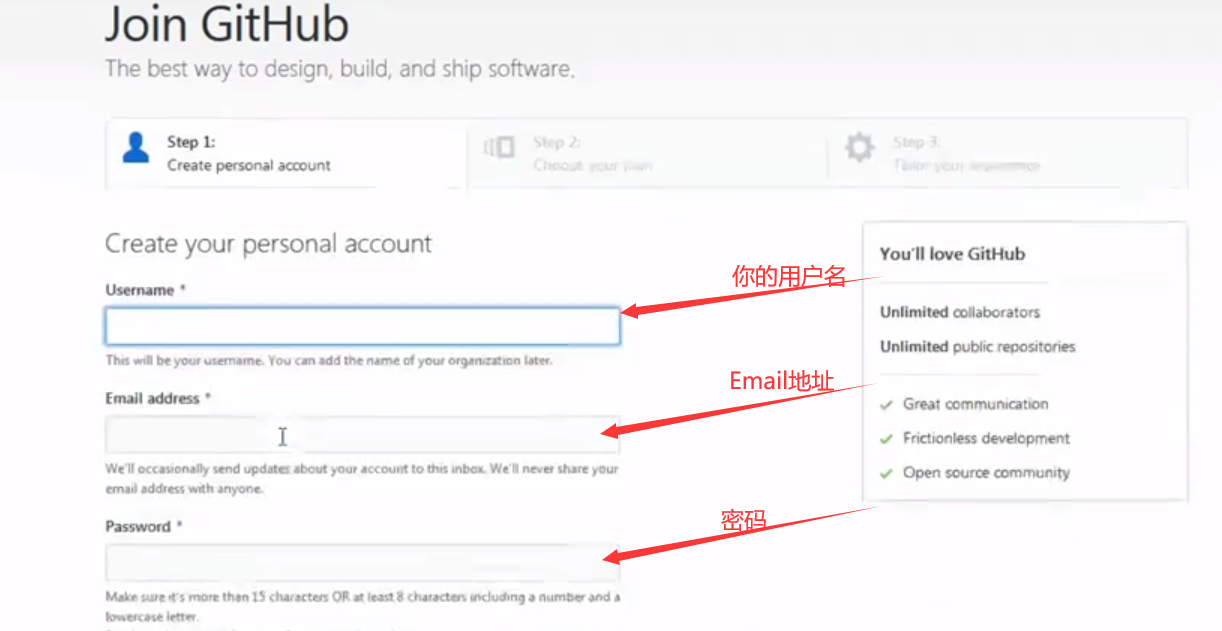 Join GitHub
The best way to design, build, and ship software.
Step 1:
Create personal account
Step 2:
Choose your plan
Step 3:
Tailor your experience
Create your personal account
Username *
This will be your username. You can add the name of your organization later.
Email address *
We'll occasionally send updates about your account to this inbox. We'll never share your
email address with anyone.
Password *
Make sure it's more than 15 characters OR at least 8 characters including a number and a
lowercase letter.
你的用户名
Email地址
密码
You'll love GitHub
Unlimited collaborators
Unlimited public repositories
Great communication
Frictionless development
Open source community